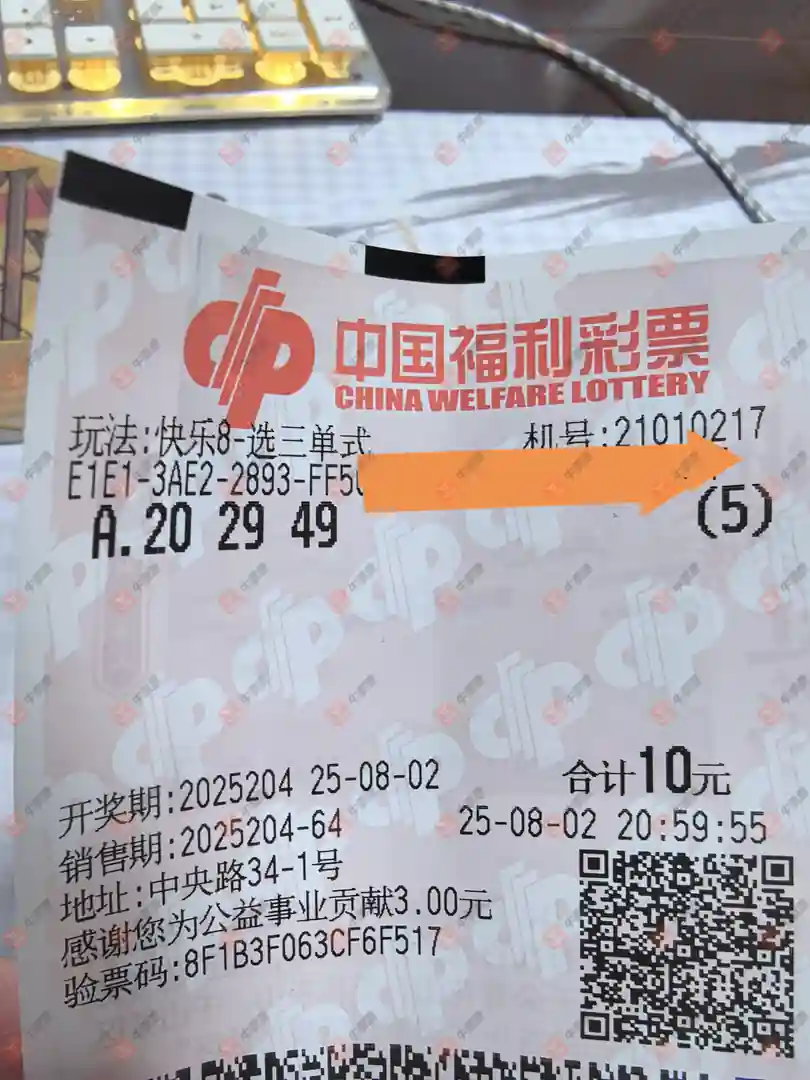 中国福利彩票
CHINA WELFARE LOTTERY
玩法:快乐8-选三单式 机号:21010217
E1E1-3AE2-2893-FF5
A.20 29 49 (5)
开奖期:2025204 25-08-02 合计10元
销售期:2025204-64 25-08-02 20:59:55
地址:中央路34-1号
感谢您为公益事业贡献3.00元
验票码:8F1B3F063CF6F517